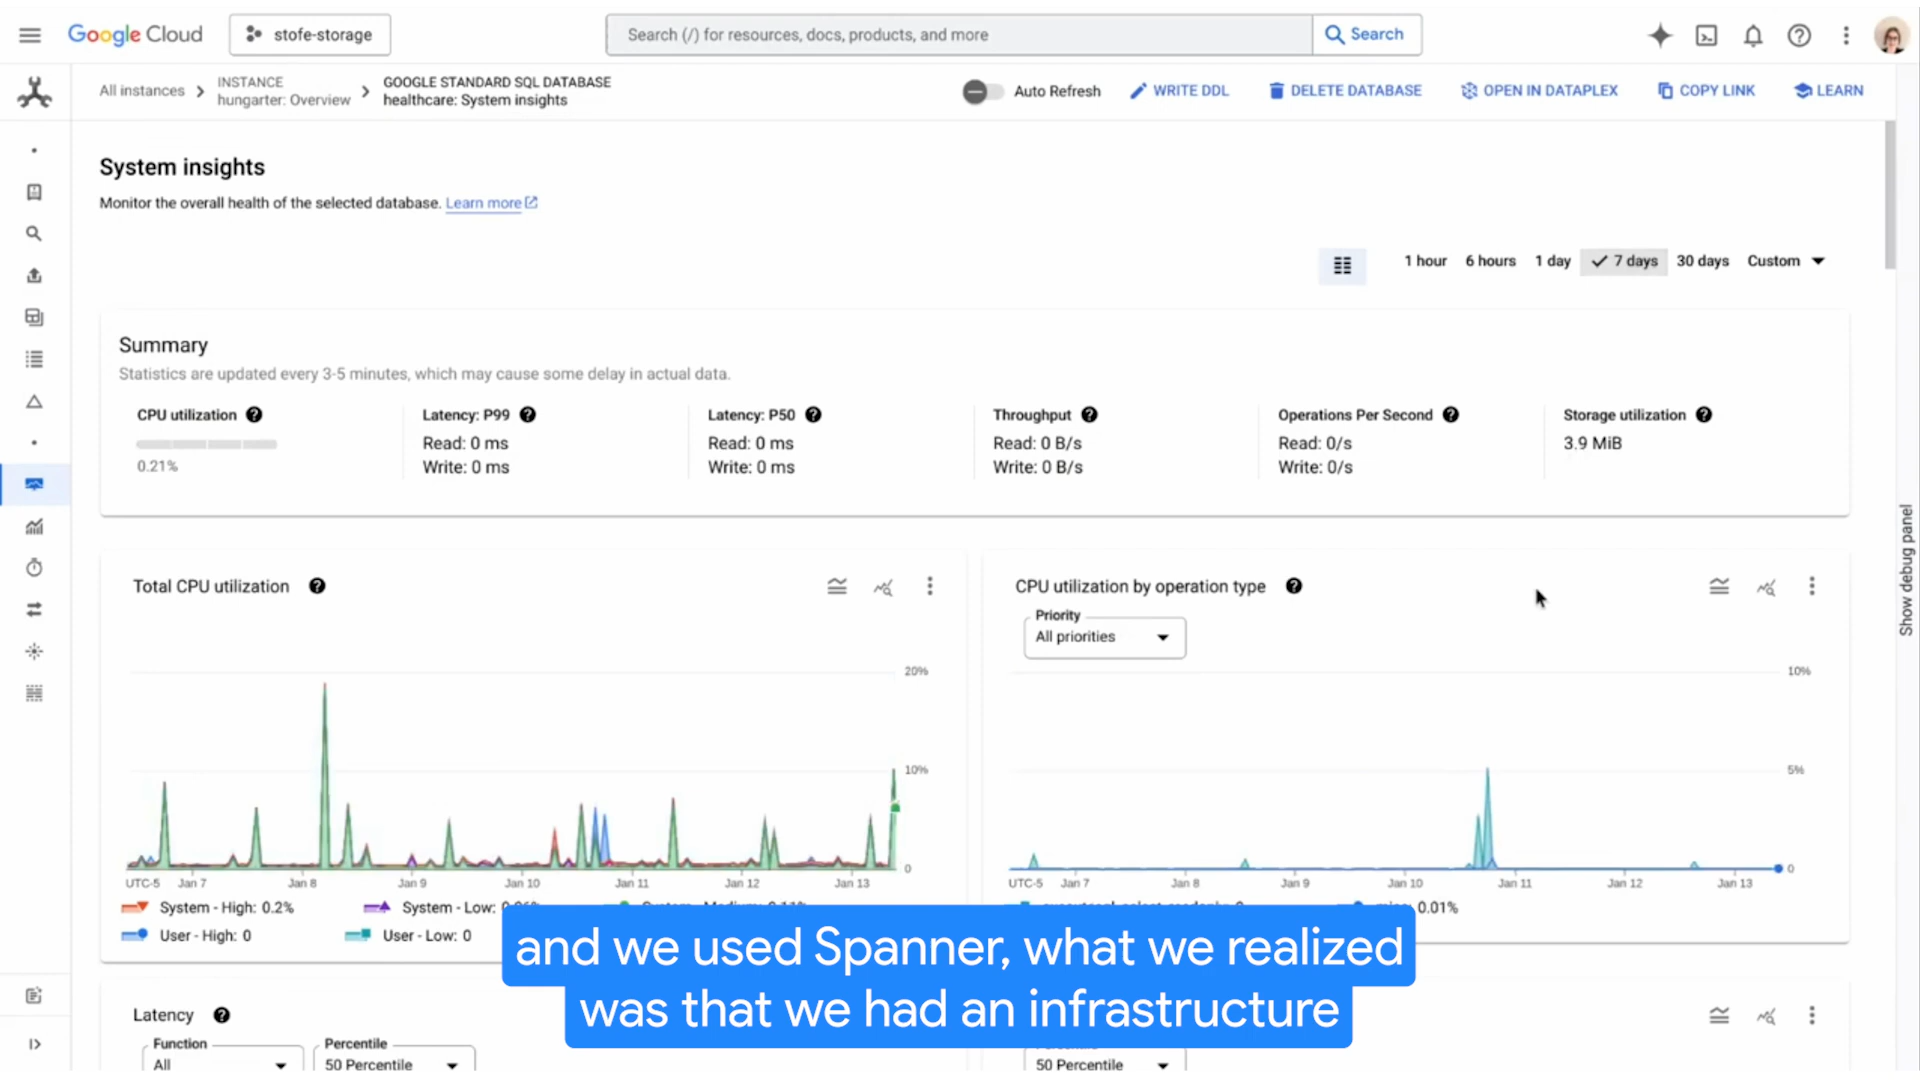 Google Cloud
stofe-storage
Search (/) for resources, docs, products, and more
Search
All instances
INSTANCE
hungarter: Overview
GOOGLE STANDARD SQL DATABASE
healthcare: System insights
Auto Refresh
WRITE DDL
DELETE DATABASE
OPEN IN DATAPLEX
COPY LINK
LEARN
System insights
Monitor the overall health of the selected database. Learn more
1 hour 6 hours 1 day 7 days 30 days Custom
Summary
Statistics are updated every 3-5 minutes, which may cause some delay in actual data.
CPU utilization
0.21%
Latency: P99
Read: 0 ms
Write: 0 ms
Latency: P50
Read: 0 ms
Write: 0 ms
Throughput
Read: 0 B/s
Write: 0 B/s
Operations Per Second
Read: 0/s
Write: 0/s
Storage utilization
3.9 MiB
Show debug panel
Total CPU utilization
20%
10%
0
UTC-5 Jan 7 Jan 8 Jan 9 Jan 10 Jan 11 Jan 12 Jan 13
System - High: 0.2%
System - Low:
User - High: 0
User - Low: 0
CPU utilization by operation type
Priority
All priorities
10%
5%
0
UTC-5 Jan 7 Jan 8 Jan 9 Jan 10 Jan 11 Jan 12 Jan 13
0.01%
and we used Spanner, what we realized
was that we had an infrastructure
Latency
Function
All
Percentile
50 Percentile
50 Percentile